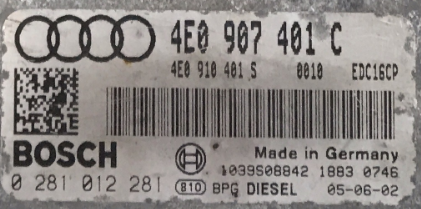 4E0 907 401 C
4E0 910 401 S 0010 EDC16CP
BOSCH
Made in Germany
1039S08842 1883 0746
0 281 012 281 810 BPG DIESEL 05-06-02